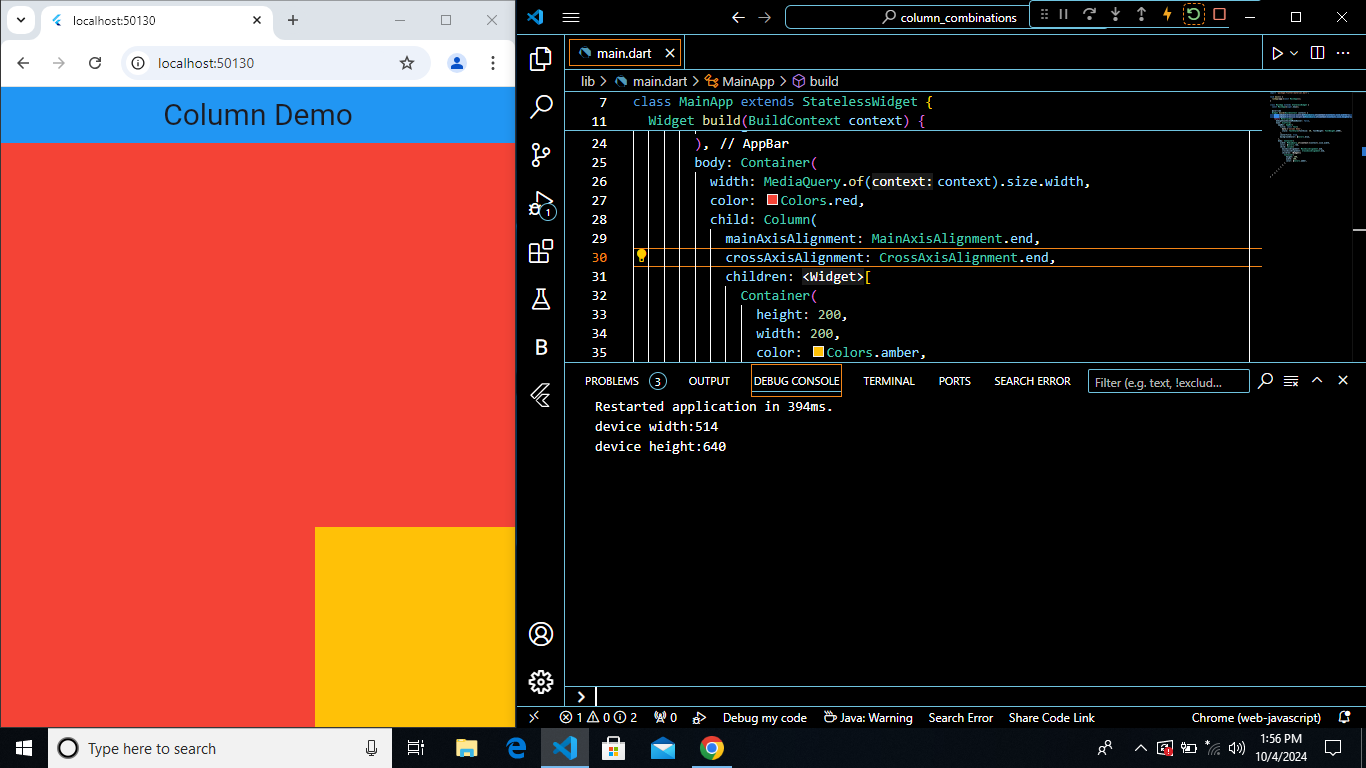 localhost:50130
localhost:50130
Column Demo
column_combinations
main.dart
lib > main.dart > MainApp > build
7 class MainApp extends StatelessWidget {
11 Widget build(BuildContext context) {
24 ), // AppBar
25 body: Container(
26 width: MediaQuery.of(context: context).size.width,
27 color: Colors.red,
28 child: Column(
29 mainAxisAlignment: MainAxisAlignment.end,
30 crossAxisAlignment: CrossAxisAlignment.end,
31 children: <Widget>[
32 Container(
33 height: 200,
34 width: 200,
35 color: Colors.amber,
1
B
PROBLEMS 3 OUTPUT DEBUG CONSOLE TERMINAL PORTS SEARCH ERROR Filter (e.g. text, !exclud...
Restarted application in 394ms.
device width:514
device height:640
>
1 0 2 0 Debug my code Java: Warning Search Error Share Code Link Chrome (web-javascript)
Type here to search
1:56 PM
10/4/2024